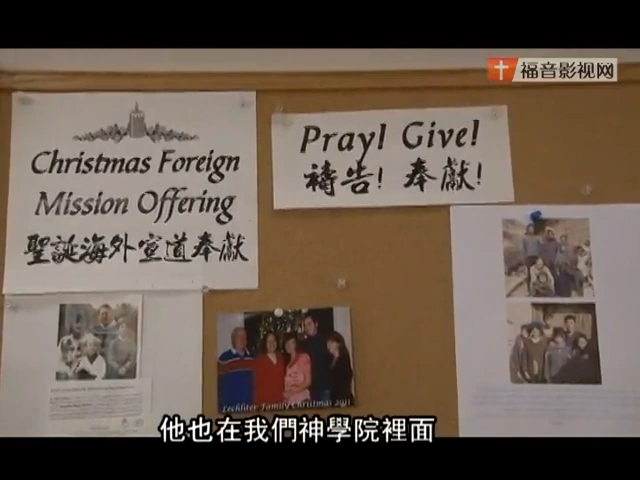 福音影视网
Christmas Foreign
Mission Offering
聖誕海外宣道奉獻
Pray! Give!
禱告! 奉獻!
Lechliter Family Christmas 2011
他也在我們神學院裡面